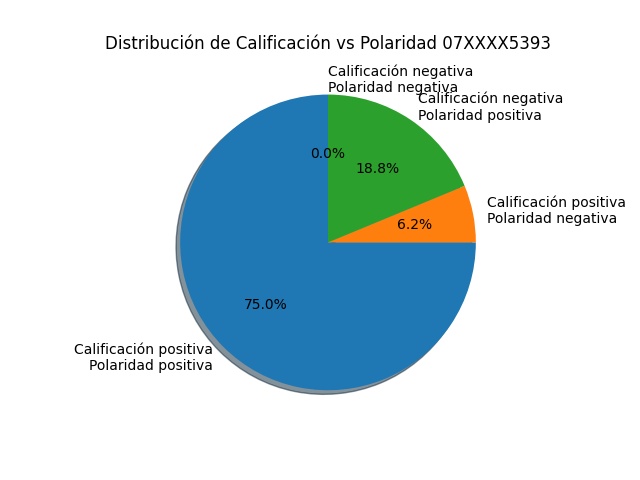 Distribución de Calificación vs Polaridad 07XXXX5393
Calificación negativa
Polaridad negativa
Calificación negativa
Polaridad positiva
0.0%
18.8%
Calificación positiva
Polaridad negativa
6.2%
75.0%
Calificación positiva
Polaridad positiva